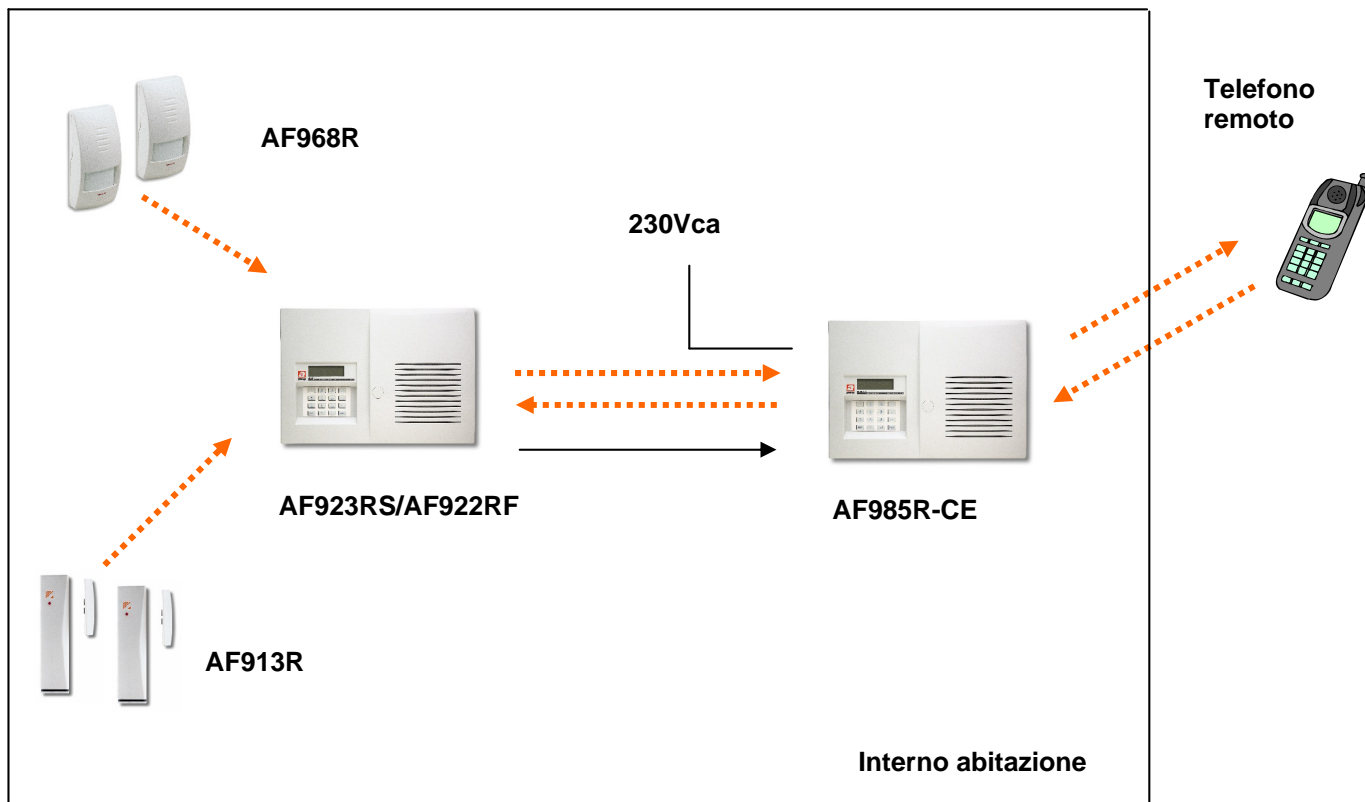 Telefono
remoto
AF968R
230Vca
AF923RS/AF922RF
AF985R-CE
AF913R
Interno abitazione